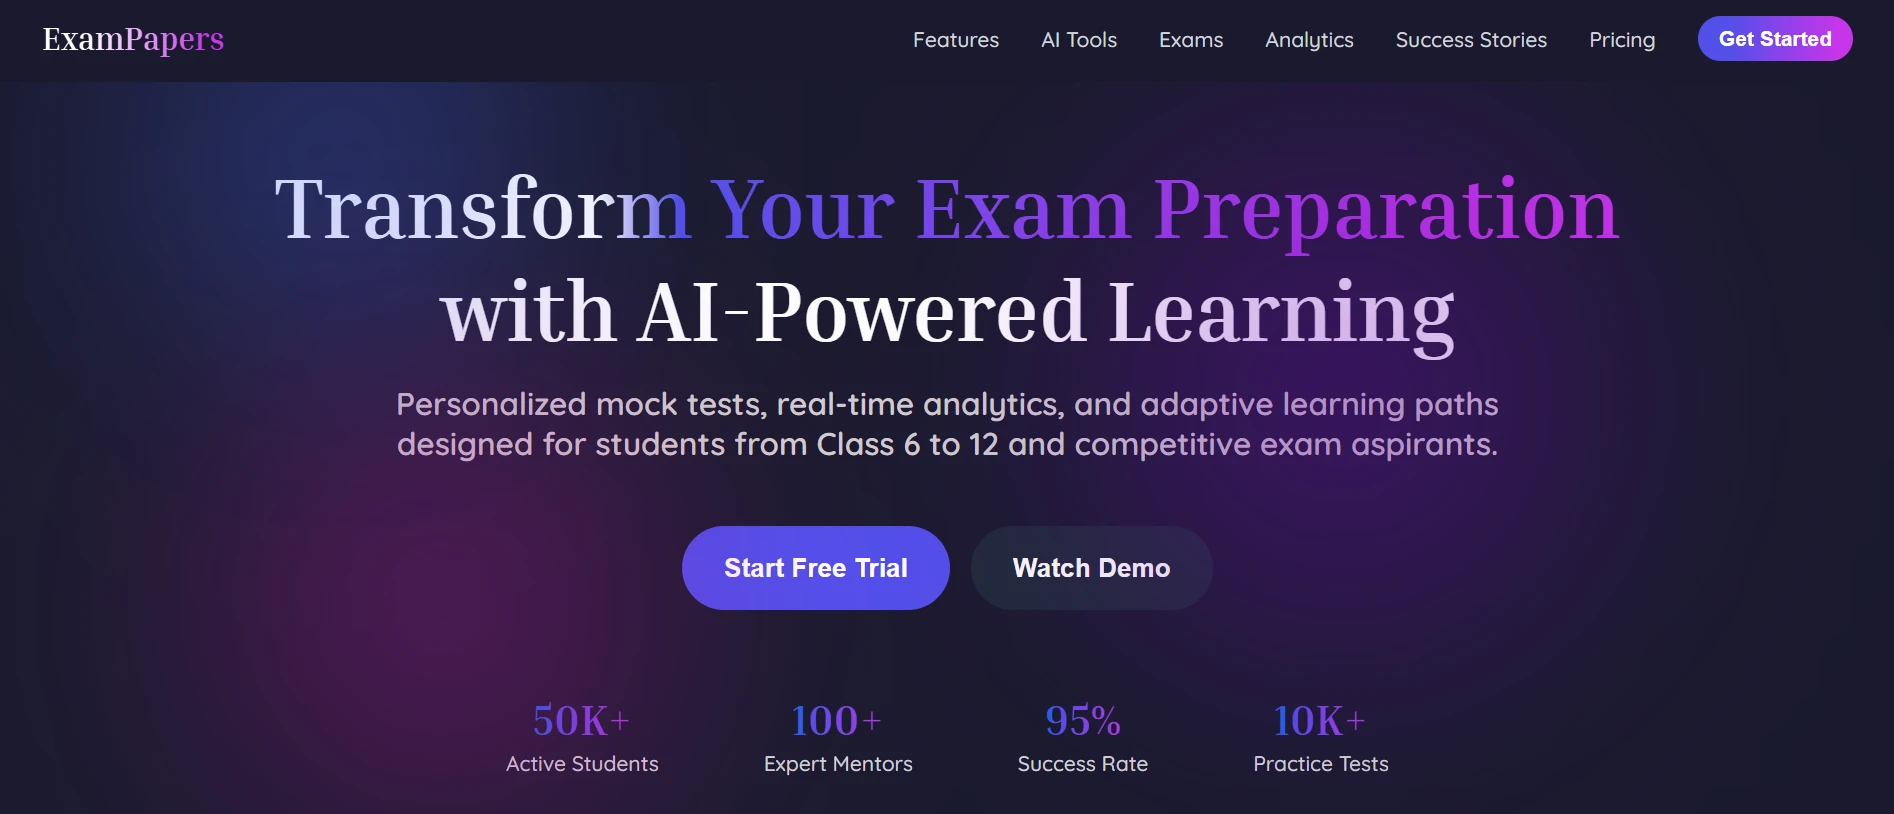 ExamPapers
Features
AI Tools
Exams
Analytics
Success Stories
Pricing
Get Started
Transform Your Exam Preparation
with AI-Powered Learning
Personalized mock tests, real-time analytics, and adaptive learning paths
designed for students from Class 6 to 12 and competitive exam aspirants.
Start Free Trial
Watch Demo
50K+
Active Students
100+
Expert Mentors
95%
Success Rate
10K+
Practice Tests